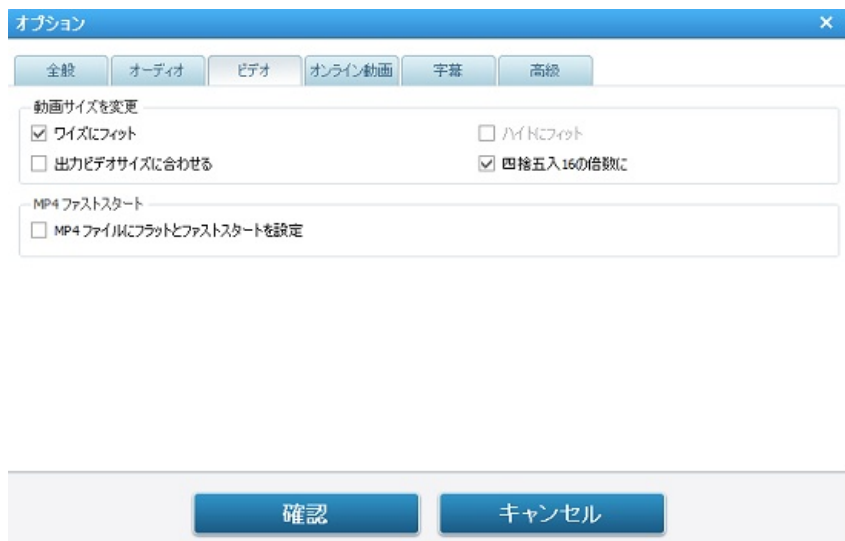 オプション
全般 オーディオ ビデオ オンライン動画 字幕 高級
動画サイズを変更
ワイズにフィット ハイトにフィット
出力ビデオサイズに合わせる 四捨五入16の倍数に
MP4 ファストスタート
MP4 ファイルにフラットとファストスタートを設定
確認 キャンセル